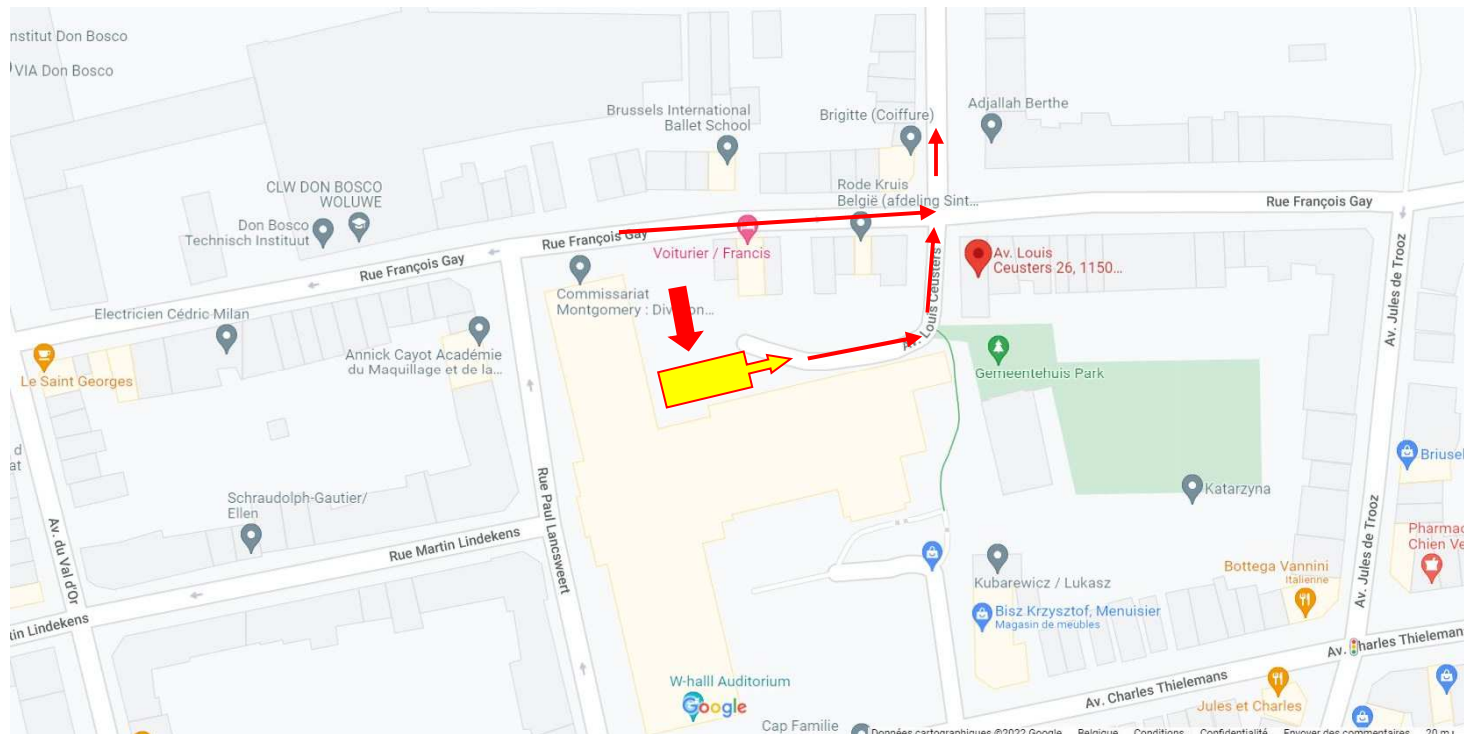 nstitut Don Bosco
VIA Don Bosco
Brussels International
Ballet School
Brigitte (Coiffure)
Adjallah Berthe
CLW DON BOSCO
WOLUWE
Don Bosco
Technisch Instituut
Rode Kruis
België (afdeling Sint...
Rue François Gay
Rue François Gay
Rue François Gay
Voiturier / Francis
Av. Louis
Ceusters 26, 1150...
Commissariat
Montgomery : Division...
Louis Ceusters
Av. Jules de Trooz
Electricien Cédric Milan
Annick Cayot Académie
du Maquillage et de la...
Le Saint Georges
Gemeentehuis Park
d
at
Briusel
Katarzyna
Schraudolph-Gautier/
Ellen
Rue Paul Lancsweert
Av. du Val d'Or
Rue Martin Lindekens
tin Lindekens
Av. Jules de Trooz
Pharmac
Chien Ve
Bottega Vannini
Italienne
Kubarewicz / Lukasz
Bisz Krzysztof, Menuisier
Magasin de meubles
Av. Charles Thieleman
Av. Charles Thielemans
W-halll Auditorium
Google
Jules et Charles
Cap Familie
Données cartographiques ©2022 Google Belgique Conditions Confidentialité Envoyer des commentaires 20 m